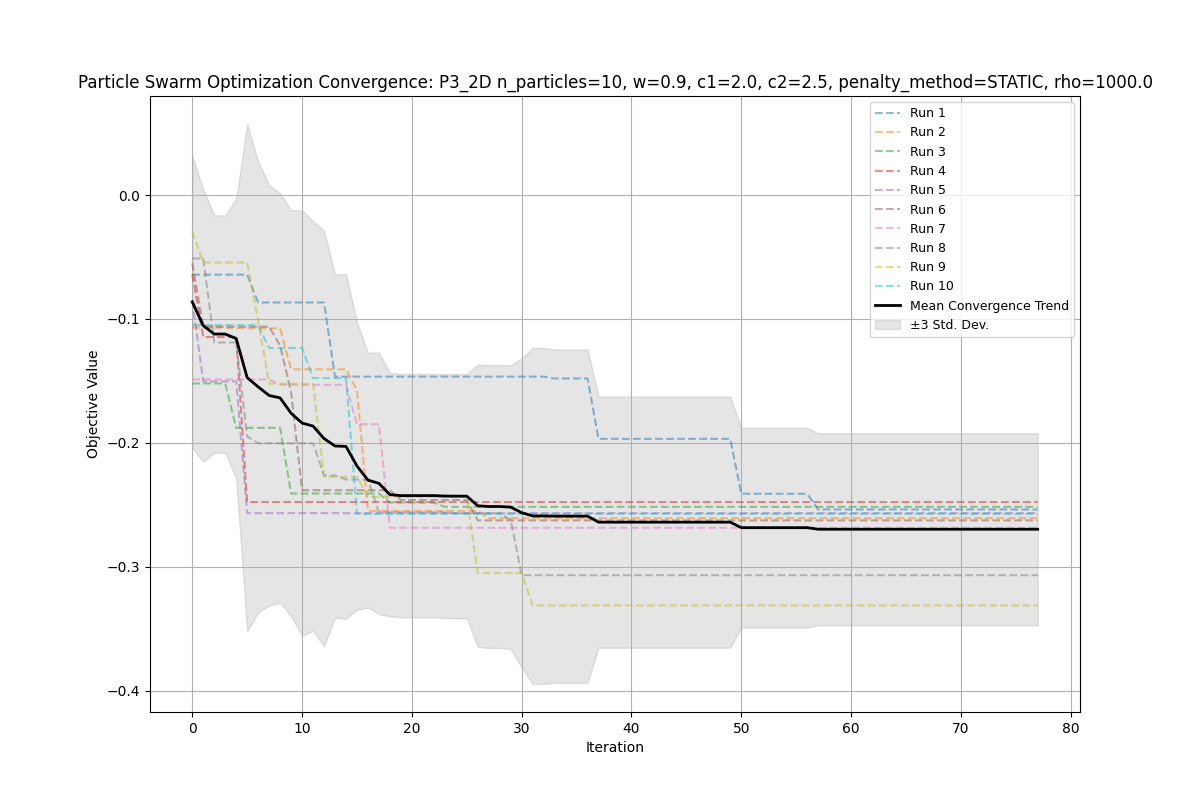 Particle Swarm Optimization Convergence: P3_2D n_particles=10, w=0.9, c1=2.0, c2=2.5, penalty_method=STATIC, rho=1000.0
Run 1
Run 2
Run 3
Run 4
Run 5
Run 6
Run 7
Run 8
Run 9
Run 10
Mean Convergence Trend
±3 Std. Dev.
Objective Value
0.0
−0.1
−0.2
−0.3
−0.4
0 10 20 30 40 50 60 70 80
Iteration